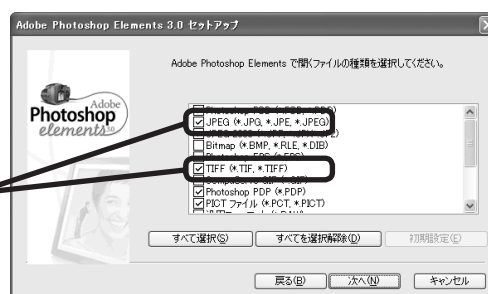 Adobe Photoshop Elements 3.0 セットアップ
Adobe Photoshop Elements で開くファイルの種類を選択してください。
Adobe
Photoshop
elements 3.0
JPEG (*.JPG, *.JPE, *.JPEG)
Bitmap (*.BMP, *.RLE, *.DIB)
TIFF (*.TIF, *.TIFF)
Photoshop PDP (*.PDP)
PICT ファイル (*.PCT, *.PICT)
すべて選択(S)
すべてを選択解除(D)
初期設定(E)
戻る(B)
次へ(N)
キャンセル